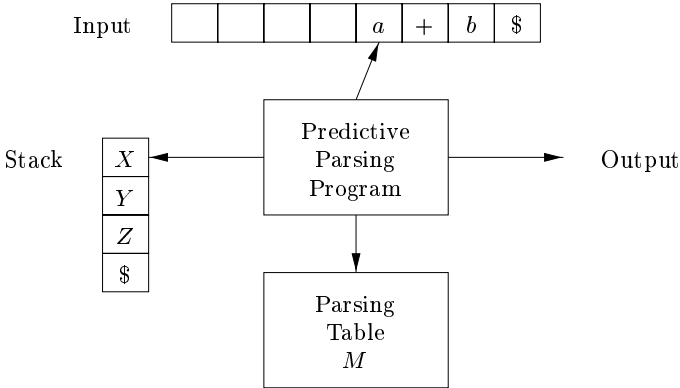 Input a + b $
Predictive
Parsing
Program
Stack X Output
Y
Z
$
Parsing
Table
M